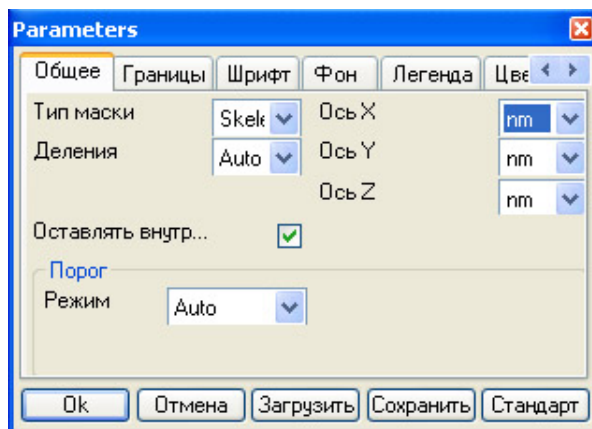 Parameters
Общее Границы Шрифт Фон Легенда Цве
Тип маски Skele Ось X nm
Деления Auto Ось Y nm
Ось Z nm
Оставлять внутр...
Порог
Режим Auto
Ok Отмена Загрузить Сохранить Стандарт